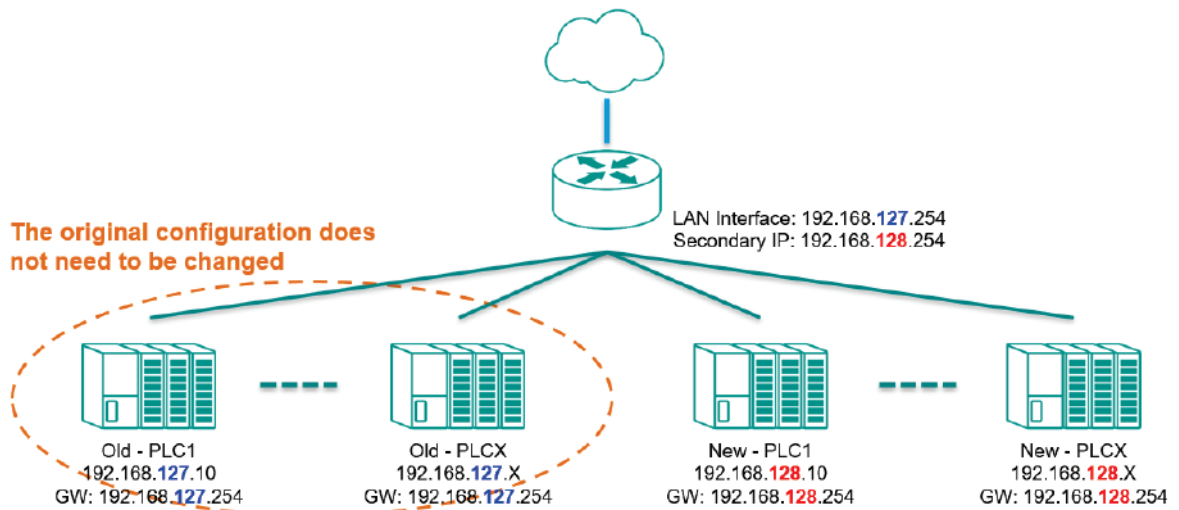 LAN Interface: 192.168.127.254
Secondary IP: 192.168.128.254
The original configuration does
not need to be changed
Old - PLC1
192.168.127.10
GW: 192.168.127.254
Old - PLCX
192.168.127.X
GW: 192.168.127.254
New - PLC1
192.168.128.10
GW: 192.168.128.254
New - PLCX
192.168.128.X
GW: 192.168.128.254